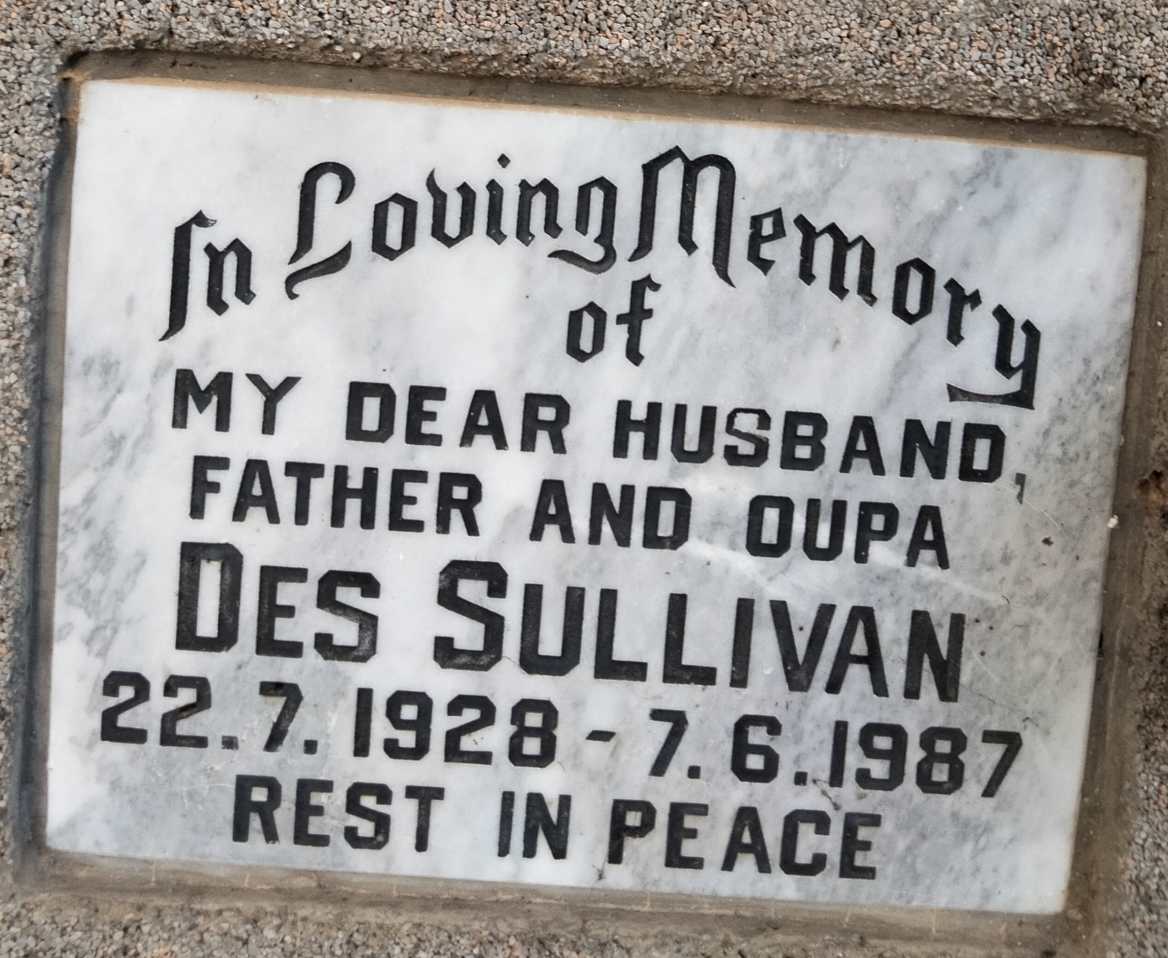 In Loving Memory
of
MY DEAR HUSBAND,
FATHER AND OUPA
DES SULLIVAN
22.7.1928 - 7.6.1987
REST IN PEACE